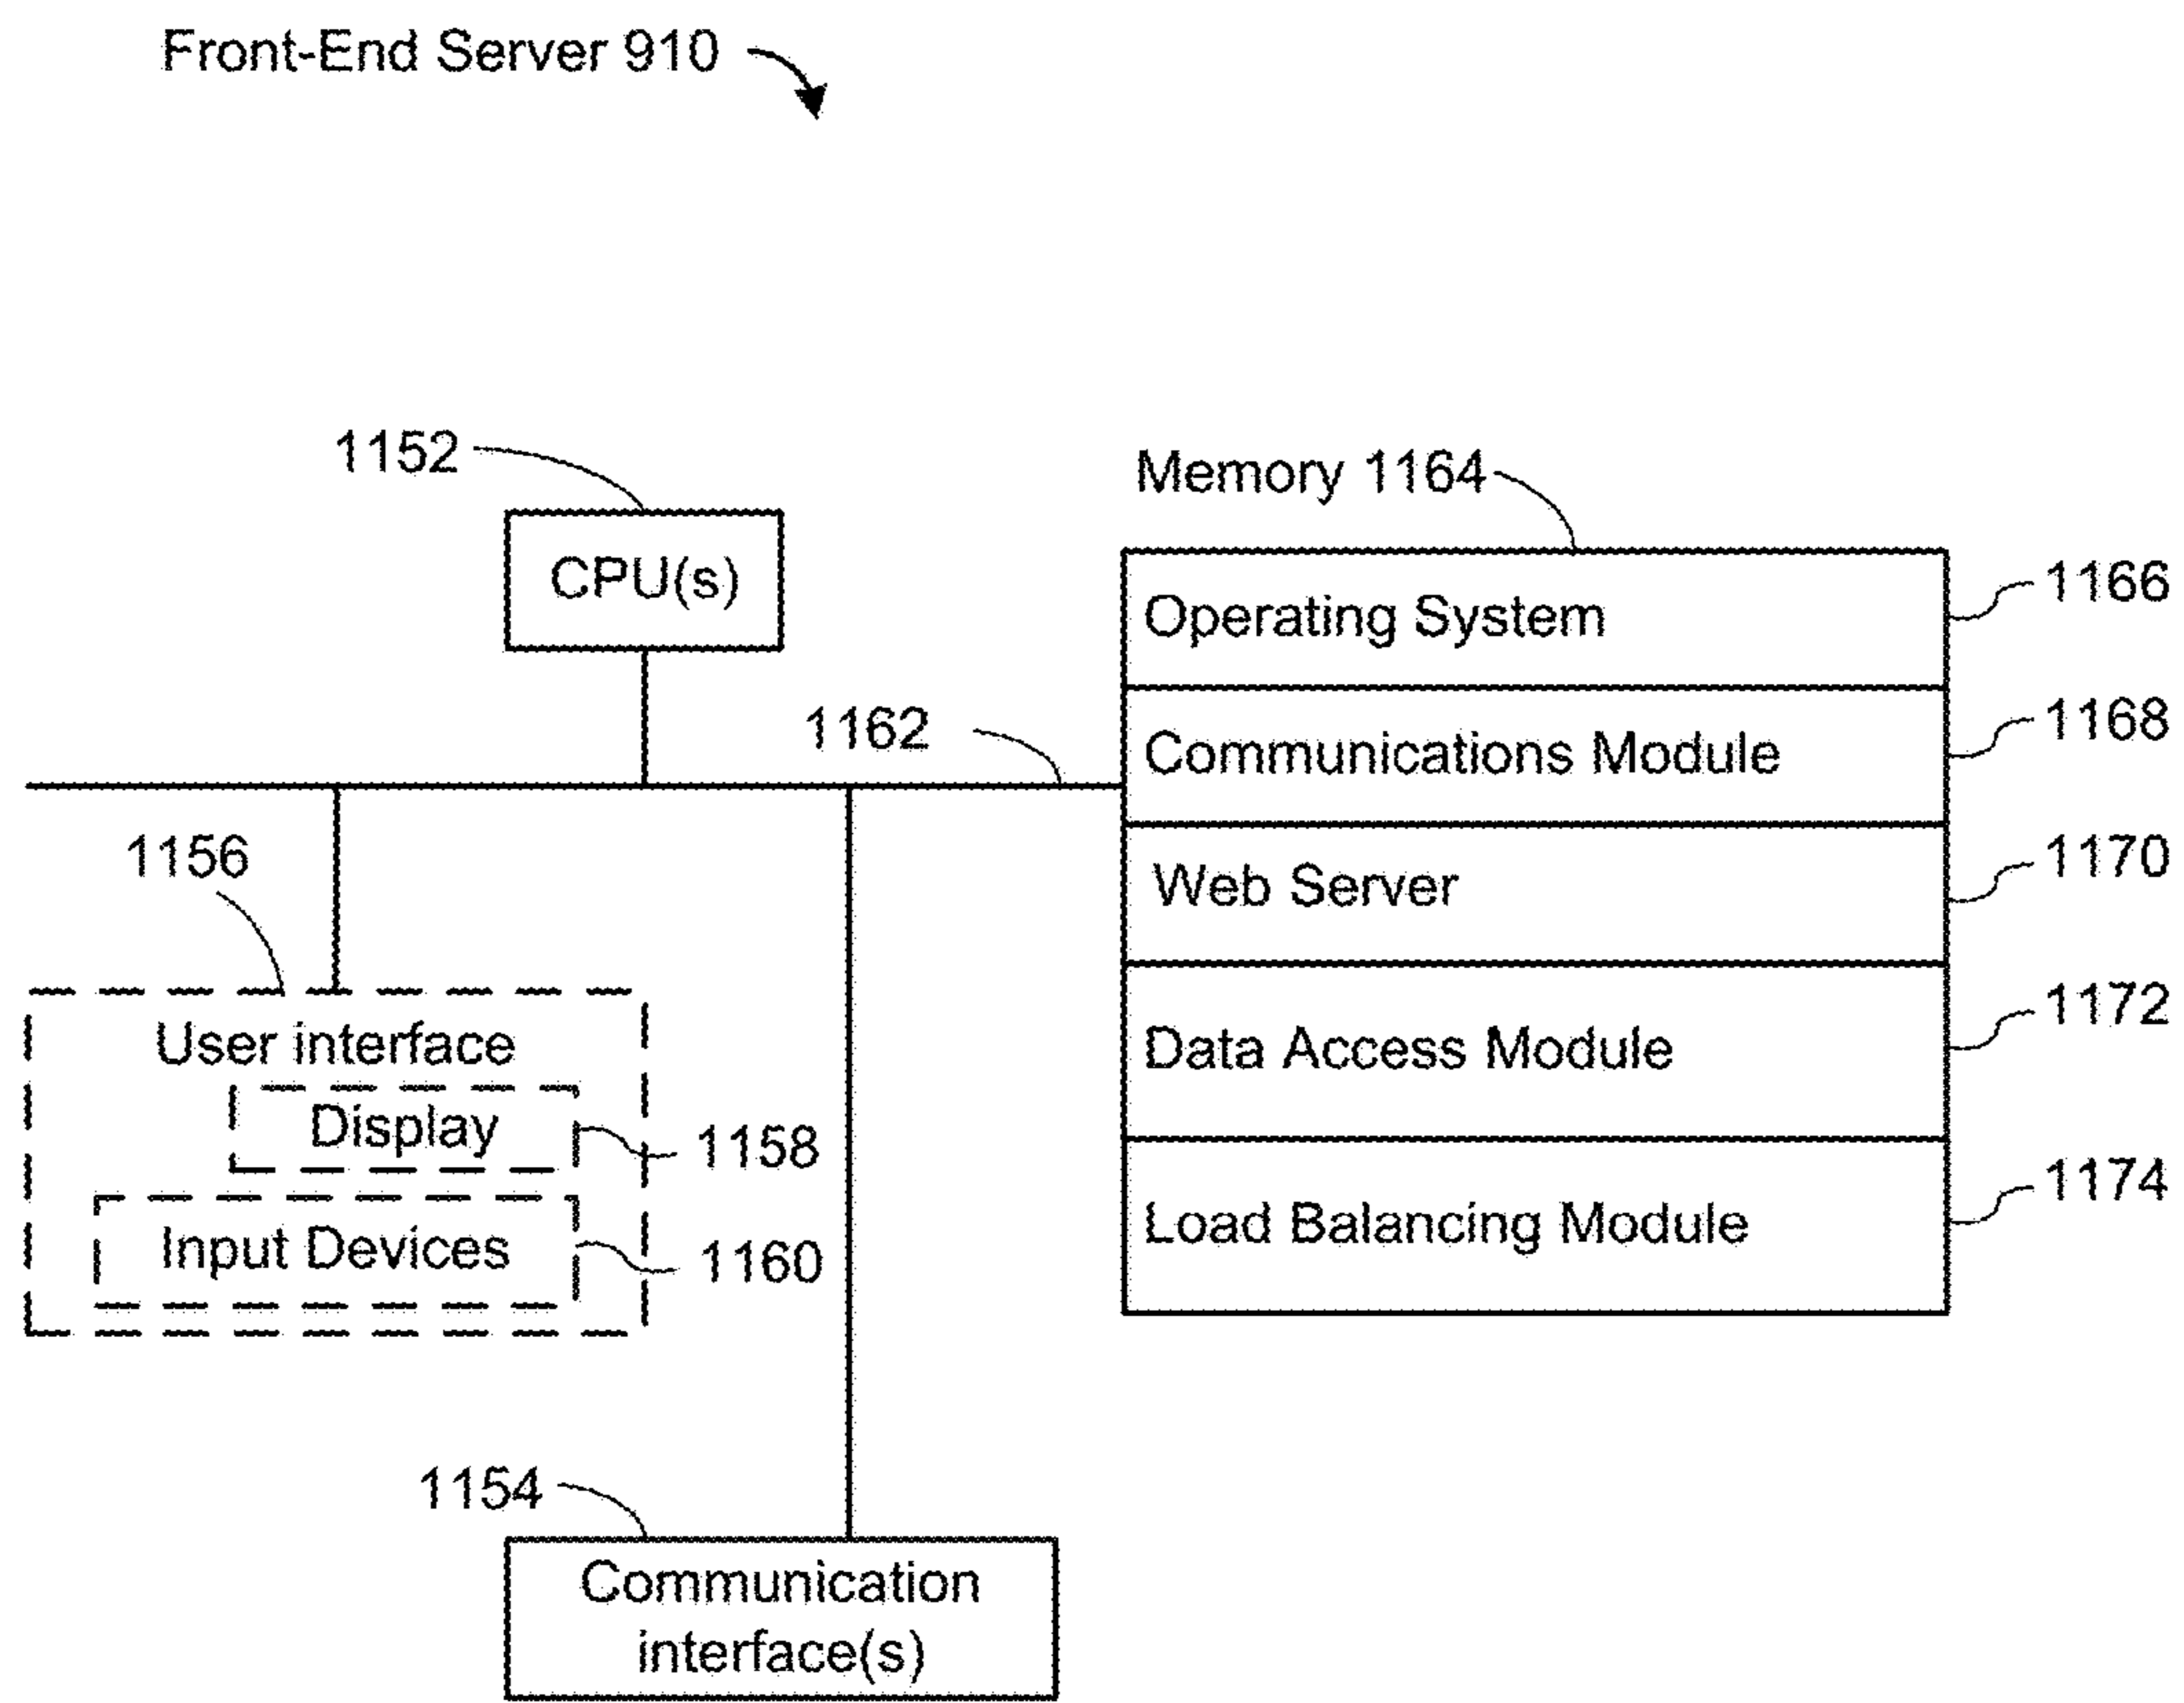 Front-End Server 910
1152
CPU(s)
1162
1156
User interface
Display
1158
Input Devices
1160
1154
Communication
interface(s)
Memory 1164
Operating System
1166
Communications Module
1168
Web Server
1170
Data Access Module
1172
Load Balancing Module
1174